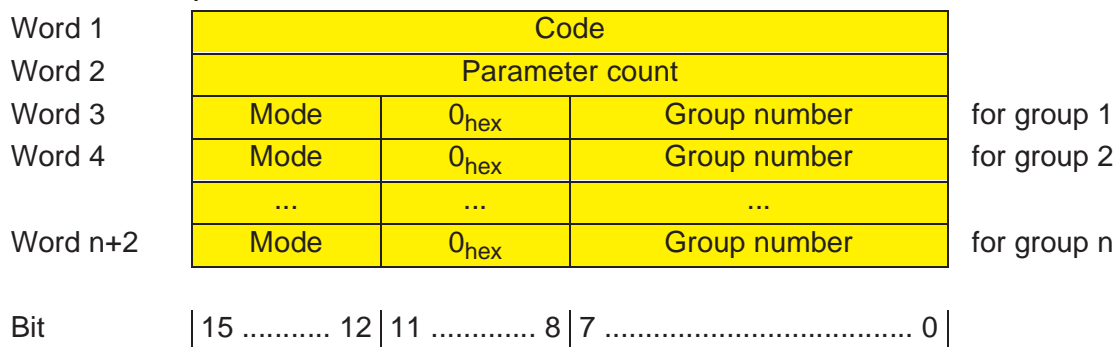 Word 1 Code
Word 2 Parameter count
Word 3 Mode 0hex Group number for group 1
Word 4 Mode 0hex Group number for group 2
... ... ...
Word n+2 Mode 0hex Group number for group n
Bit 15 ........... 12 11 ............. 8 7 ................................... 0